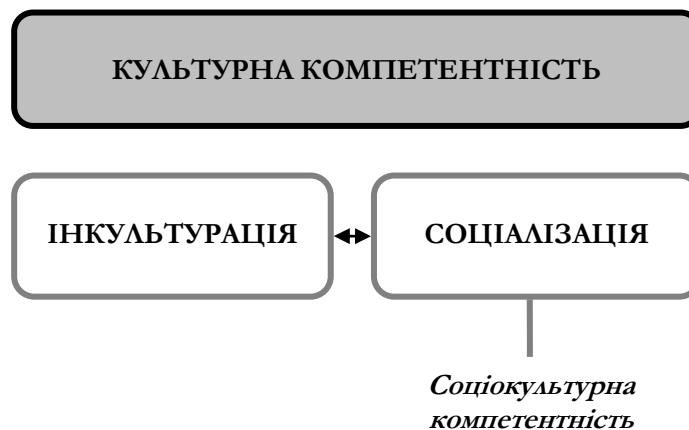 КУЛЬТУРНА КОМПЕТЕНТНІСТЬ
ІНКУЛЬТУРАЦІЯ
СОЦІАЛІЗАЦІЯ
Соціокультурна
компетентність